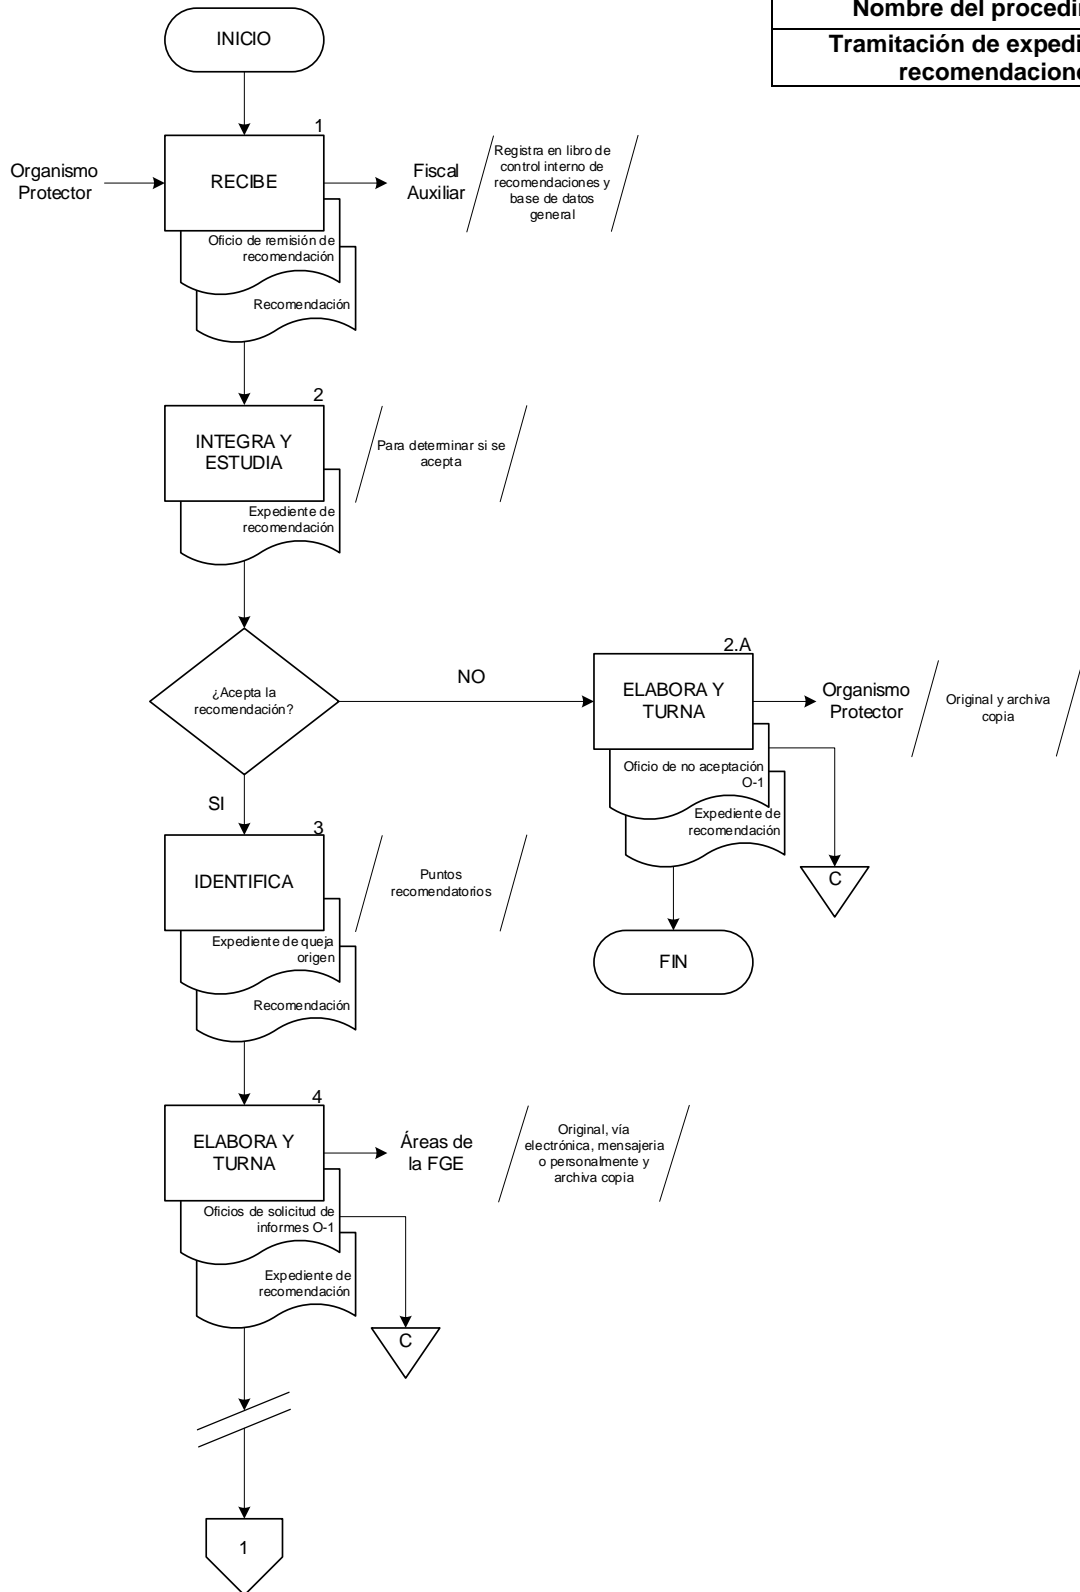 Nombre del
Tramitación de
INICIO
1
Organismo
Protector
RECIBE
Fiscal
Auxiliar
Registra en libro de
control interno de
recomendaciones y
base de datos
general
Oficio de remisión de
recomendación
Recomendación
2
INTEGRA Y
ESTUDIA
Para determinar si se
acepta
Expediente de
recomendación
¿Acepta la
recomendación?
NO
2.A
ELABORA Y
TURNA
Organismo
Protector
Original y archiva
copia
Oficio de no aceptación
O-1
Expediente de
recomendación
C
FIN
SI
3
IDENTIFICA
Puntos
recomendatorios
Expediente de queja
origen
Recomendación
4
ELABORA Y
TURNA
Áreas de
la FGE
Original, vía
electrónica, mensajeria
o personalmente y
archiva copia
Oficios de solicitud de
informes O-1
Expediente de
recomendación
C
1